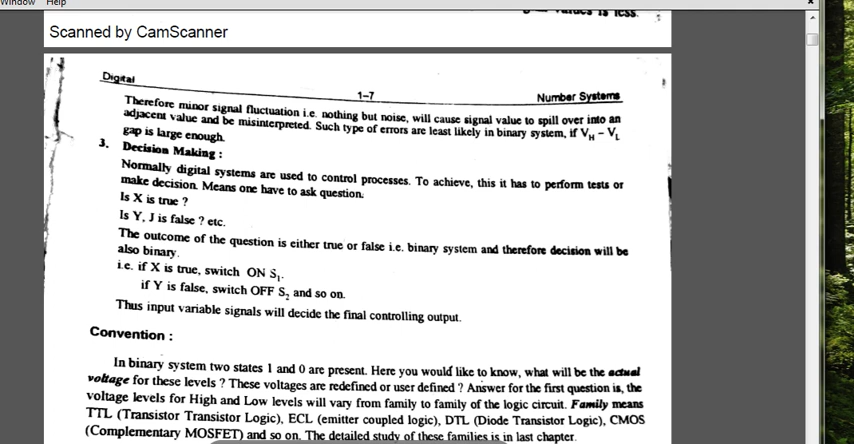 Window Help
values is less.
Scanned by CamScanner
Digital
1–7
Number Systems
Therefore minor signal fluctuation i.e. nothing but noise, will cause signal value to spill over into an
adjacent value and be misinterpreted. Such type of errors are least likely in binary system, if VH – VL
gap is large enough.
3. Decision Making :
Normally digital systems are used to control processes. To achieve, this it has to perform tests or
make decision. Means one have to ask question.
Is X is true ?
Is Y, J is false ? etc.
The outcome of the question is either true or false i.e. binary system and therefore decision will be
also binary.
i.e. if X is true, switch ON S1.
if Y is false, switch OFF S2 and so on.
Thus input variable signals will decide the final controlling output.
Convention :
In binary system two states 1 and 0 are present. Here you would like to know, what will be the actual
voltage for these levels ? These voltages are redefined or user defined ? Answer for the first question is, the
voltage levels for High and Low levels will vary from family to family of the logic circuit. Family means
TTL (Transistor Transistor Logic), ECL (emitter coupled logic), DTL (Diode Transistor Logic), CMOS
(Complementary MOSFET) and so on. The detailed study of these families is in last chapter.